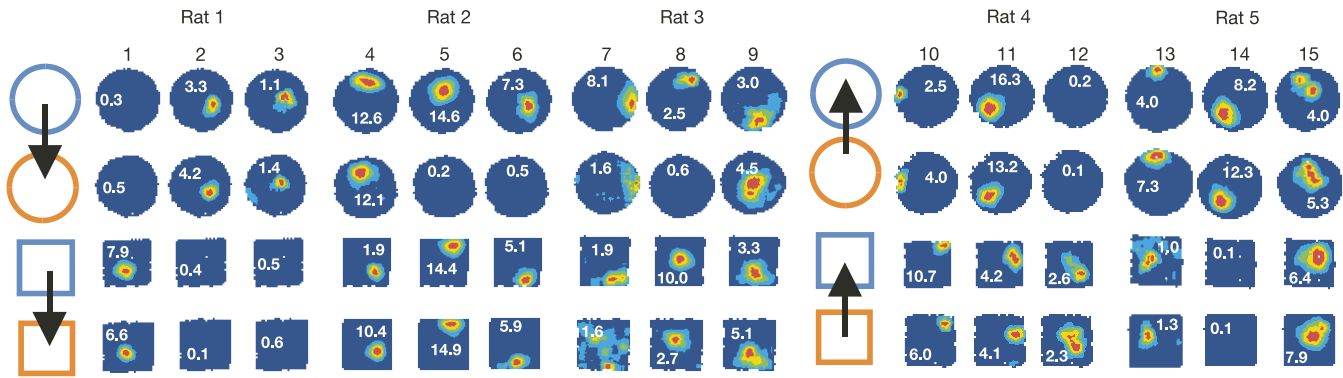 Rat 1 Rat 2 Rat 3 Rat 4 Rat 5
1 2 3 4 5 6 7 8 9 10 11 12 13 14 15
0.3 3.3 1.1 12.6 14.6 7.3 8.1 2.5 3.0 2.5 16.3 0.2 4.0 8.2 4.0
0.5 4.2 1.4 12.1 0.2 0.5 1.6 0.6 4.5 4.0 13.2 0.1 7.3 12.3 5.3
7.9 0.4 0.5 1.9 14.4 5.1 1.9 10.0 3.3 10.7 4.2 2.6 1.0 0.1 6.4
6.6 0.1 0.6 10.4 14.9 5.9 1.6 2.7 5.1 6.0 4.1 2.3 1.3 0.1 7.9